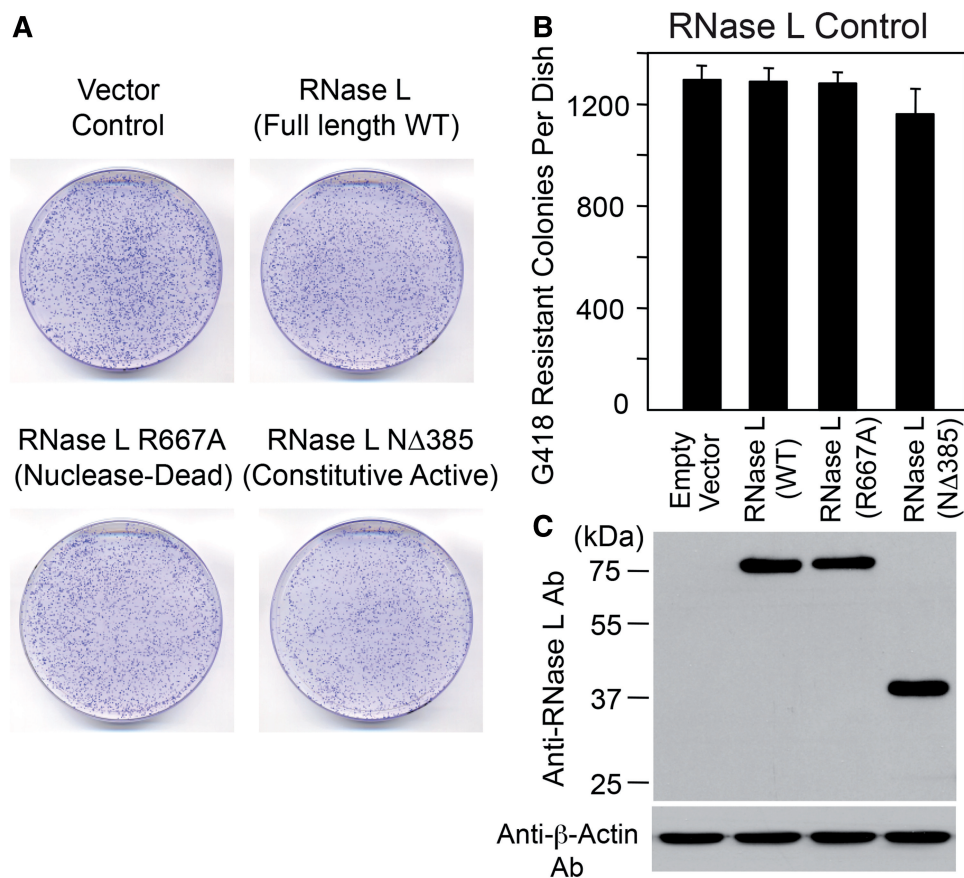 A
Vector
Control
RNase L
(Full length WT)
RNase L R667A
(Nuclease-Dead)
RNase L NΔ385
(Constitutive Active)
B
RNase L Control
G418 Resistant Colonies Per Dish
1200
800
400
0
Empty
Vector
RNase L
(WT)
RNase L
(R667A)
RNase L
(NΔ385)
C
(kDa)
Anti-RNase L Ab
75
55
37
25
Anti-β-Actin
Ab